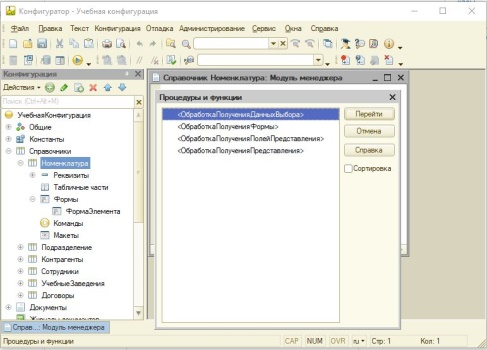 Конфигуратор - Учебная конфигурация
Файл Правка Текст Конфигурация Отладка Администрирование Сервис Окна Справка
Конфигурация
Действия
Поиск (Ctrl+Alt+M)
УчебнаяКонфигурация
Общие
Константы
Справочники
Номенклатура
Реквизиты
Табличные части
Формы
ФормаЭлемента
Команды
Макеты
Подразделение
Контрагенты
Сотрудники
УчебныеЗаведения
Договоры
Документы
Журналы документов
Справочник Номенклатура: Модуль менеджера
Процедуры и функции
<ОбработкаПолученияДанныхВыбора>
<ОбработкаПолученияФормы>
<ОбработкаПолученияПолейПредставления>
<ОбработкаПолученияПредставления>
Перейти
Отмена
Справка
Сортировка
Справ...: Модуль менеджера
Процедуры и функции
CAP NUM OVR ru Стр: 1 Кол: 1